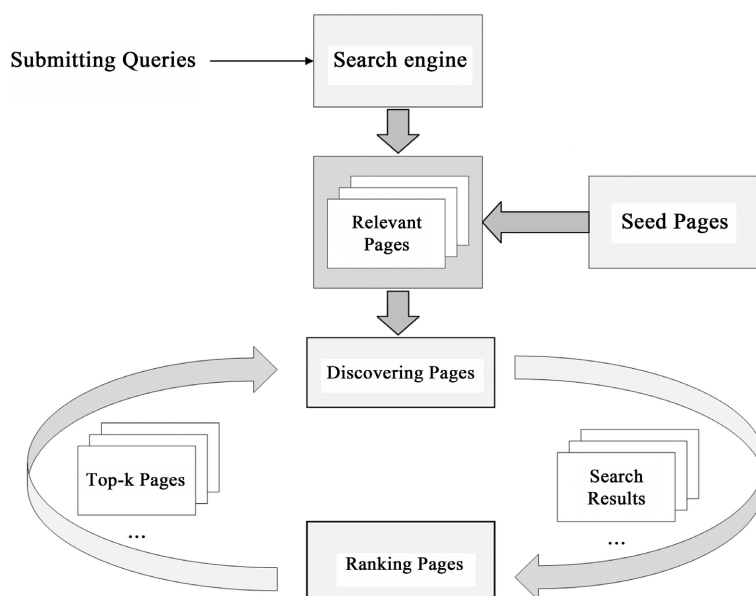 Submitting Queries
Search engine
Relevant
Pages
Seed Pages
Discovering Pages
Top-k Pages
...
Search
Results
...
Ranking Pages